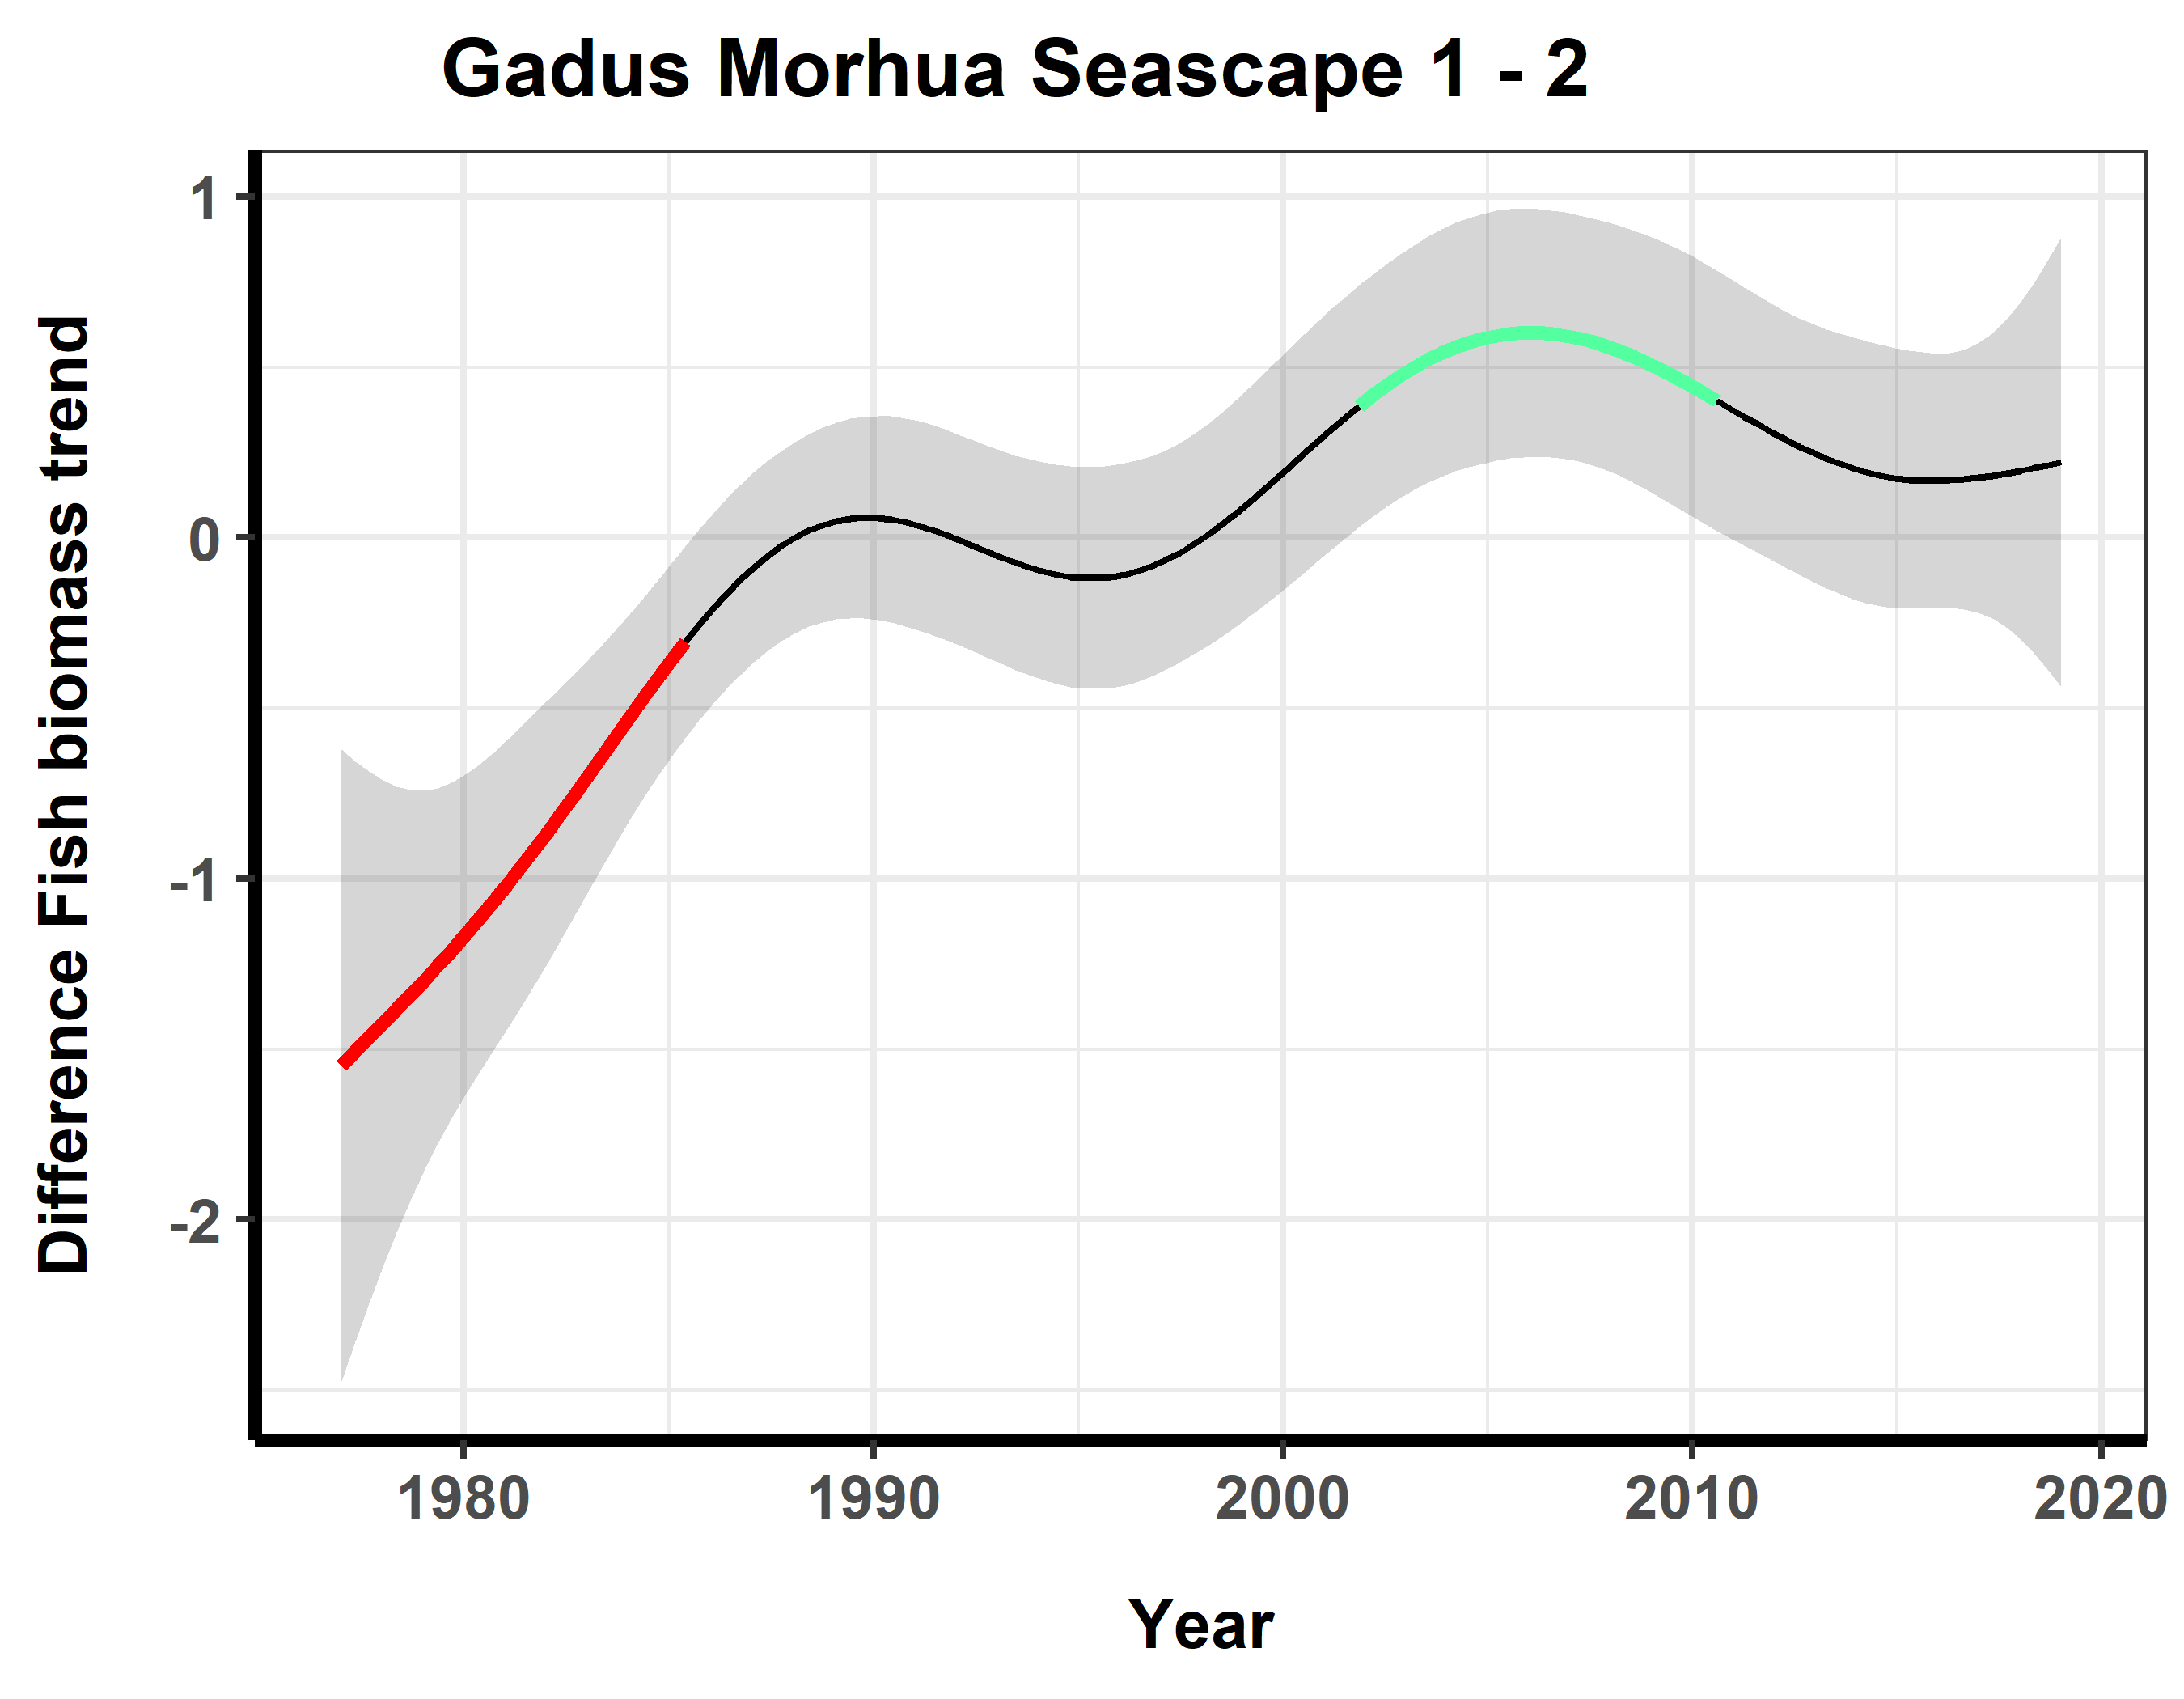 Gadus Morhua Seascape 1 - 2
Difference Fish biomass trend
1
0
-1
-2
1980 1990 2000 2010 2020
Year